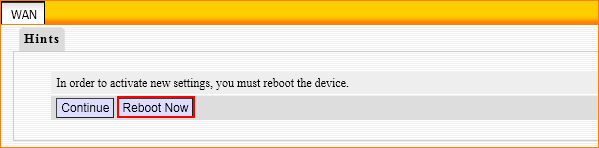 WAN
Hints
In order to activate new settings, you must reboot the device.
Continue Reboot Now